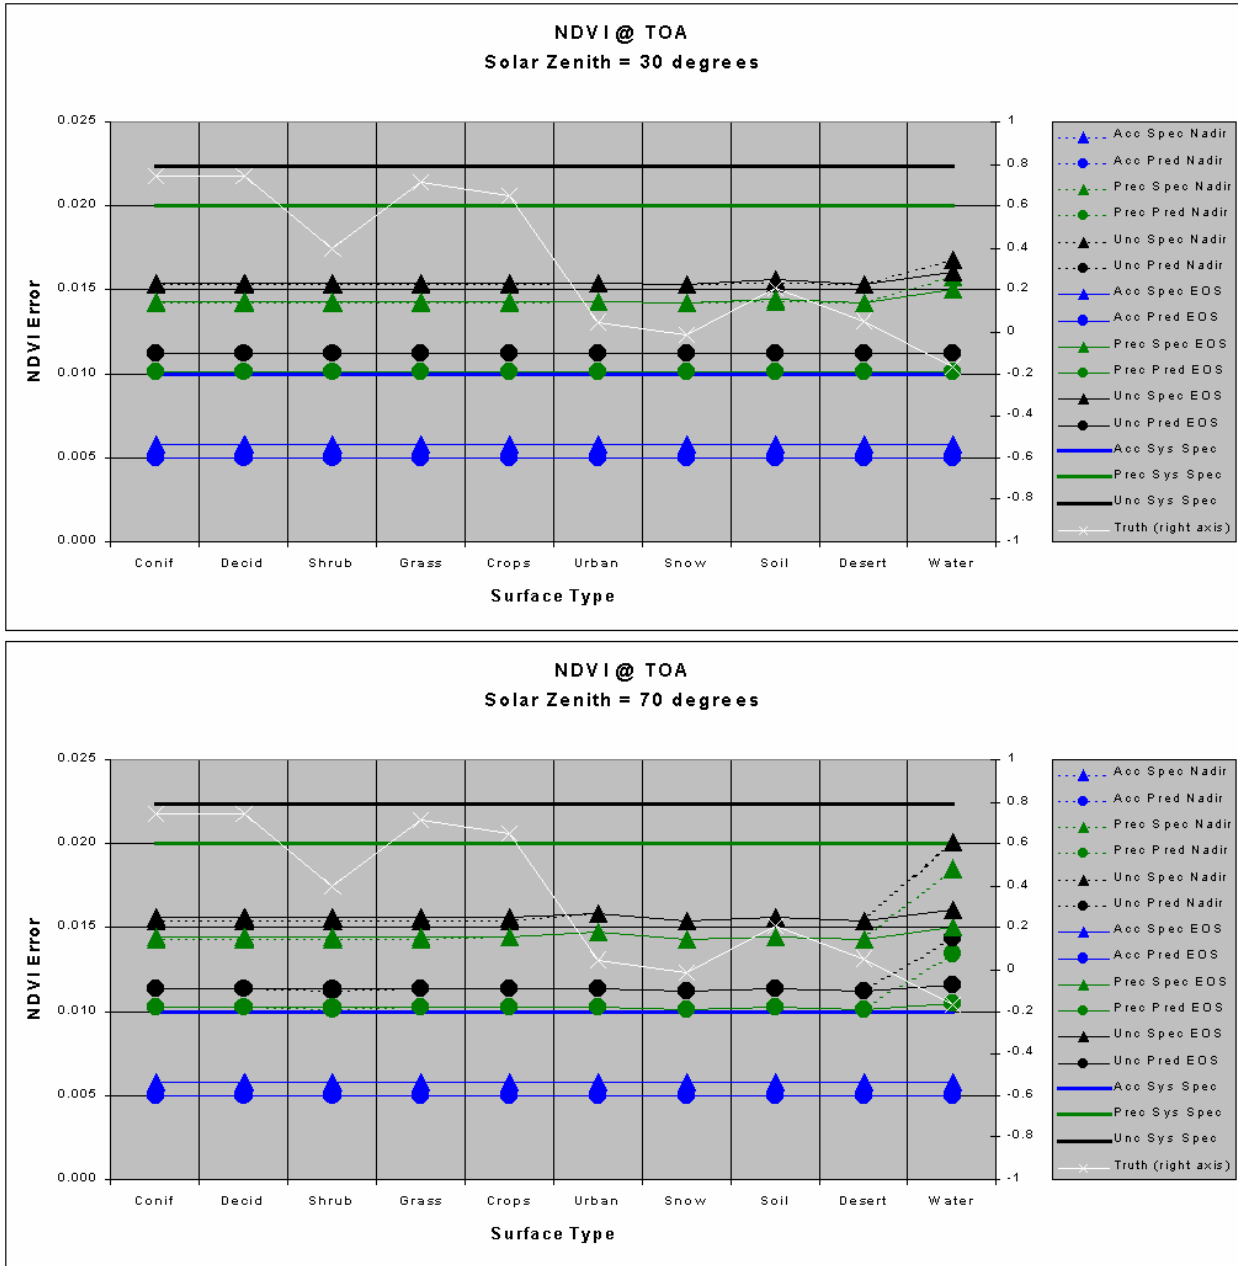 NDVI @ TOA
Solar Zenith = 30 degrees
0.025
0.020
0.015
0.010
0.005
0.000
NDVI Error
1
0.8
0.6
0.4
0.2
0
-0.2
-0.4
-0.6
-0.8
-1
Conif Decid Shrub Grass Crops Urban Snow Soil Desert Water
Surface Type
Acc Spec Nadir
Acc Pred Nadir
Prec Spec Nadir
Prec Pred Nadir
Unc Spec Nadir
Unc Pred Nadir
Acc Spec EOS
Acc Pred EOS
Prec Spec EOS
Prec Pred EOS
Unc Spec EOS
Unc Pred EOS
Acc Sys Spec
Prec Sys Spec
Unc Sys Spec
Truth (right axis)
NDVI @ TOA
Solar Zenith = 70 degrees
0.025
0.020
0.015
0.010
0.005
0.000
NDVI Error
1
0.8
0.6
0.4
0.2
0
-0.2
-0.4
-0.6
-0.8
-1
Conif Decid Shrub Grass Crops Urban Snow Soil Desert Water
Surface Type
Acc Spec Nadir
Acc Pred Nadir
Prec Spec Nadir
Prec Pred Nadir
Unc Spec Nadir
Unc Pred Nadir
Acc Spec EOS
Acc Pred EOS
Prec Spec EOS
Prec Pred EOS
Unc Spec EOS
Unc Pred EOS
Acc Sys Spec
Prec Sys Spec
Unc Sys Spec
Truth (right axis)